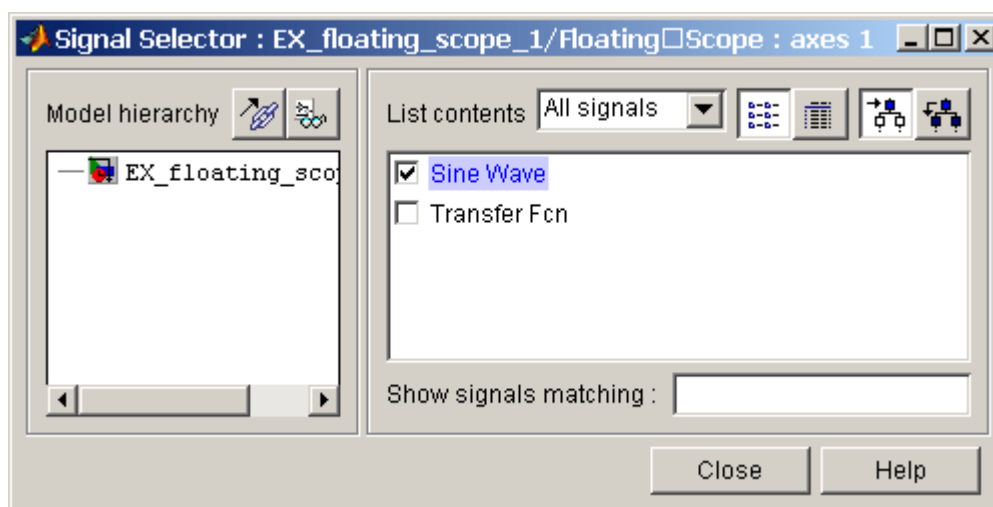 Signal Selector : EX_floating_scope_1/Floating□Scope : axes 1
Model hierarchy
EX_floating_sco
List contents All signals
Sine Wave
Transfer Fcn
Show signals matching :
Close Help